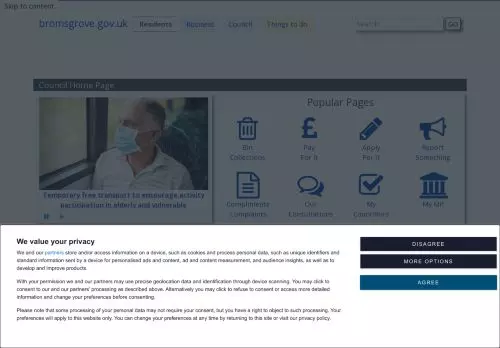 Skip to content
bromsgrove.gov.uk Residents Business Council Things to do Search GO
Council Home Page
Popular Pages
Bin Collections
Pay For It
Apply For It
Report Something
Temporary free transport to encourage activity
participation in elderly and vulnerable
Compliments Complaints
Our Consultations
My Councillors
My MP
We value your privacy
We and our partners store and/or access information on a device, such as cookies and process personal data, such as unique identifiers and
standard information sent by a device for personalised ads and content, ad and content measurement, and audience insights, as well as to
develop and improve products.
With your permission we and our partners may use precise geolocation data and identification through device scanning. You may click to
consent to our and our partners' processing as described above. Alternatively you may click to refuse to consent or access more detailed
information and change your preferences before consenting.
Please note that some processing of your personal data may not require your consent, but you have a right to object to such processing. Your
preferences will apply to this website only. You can change your preferences at any time by returning to this site or visit our privacy policy.
DISAGREE
MORE OPTIONS
AGREE